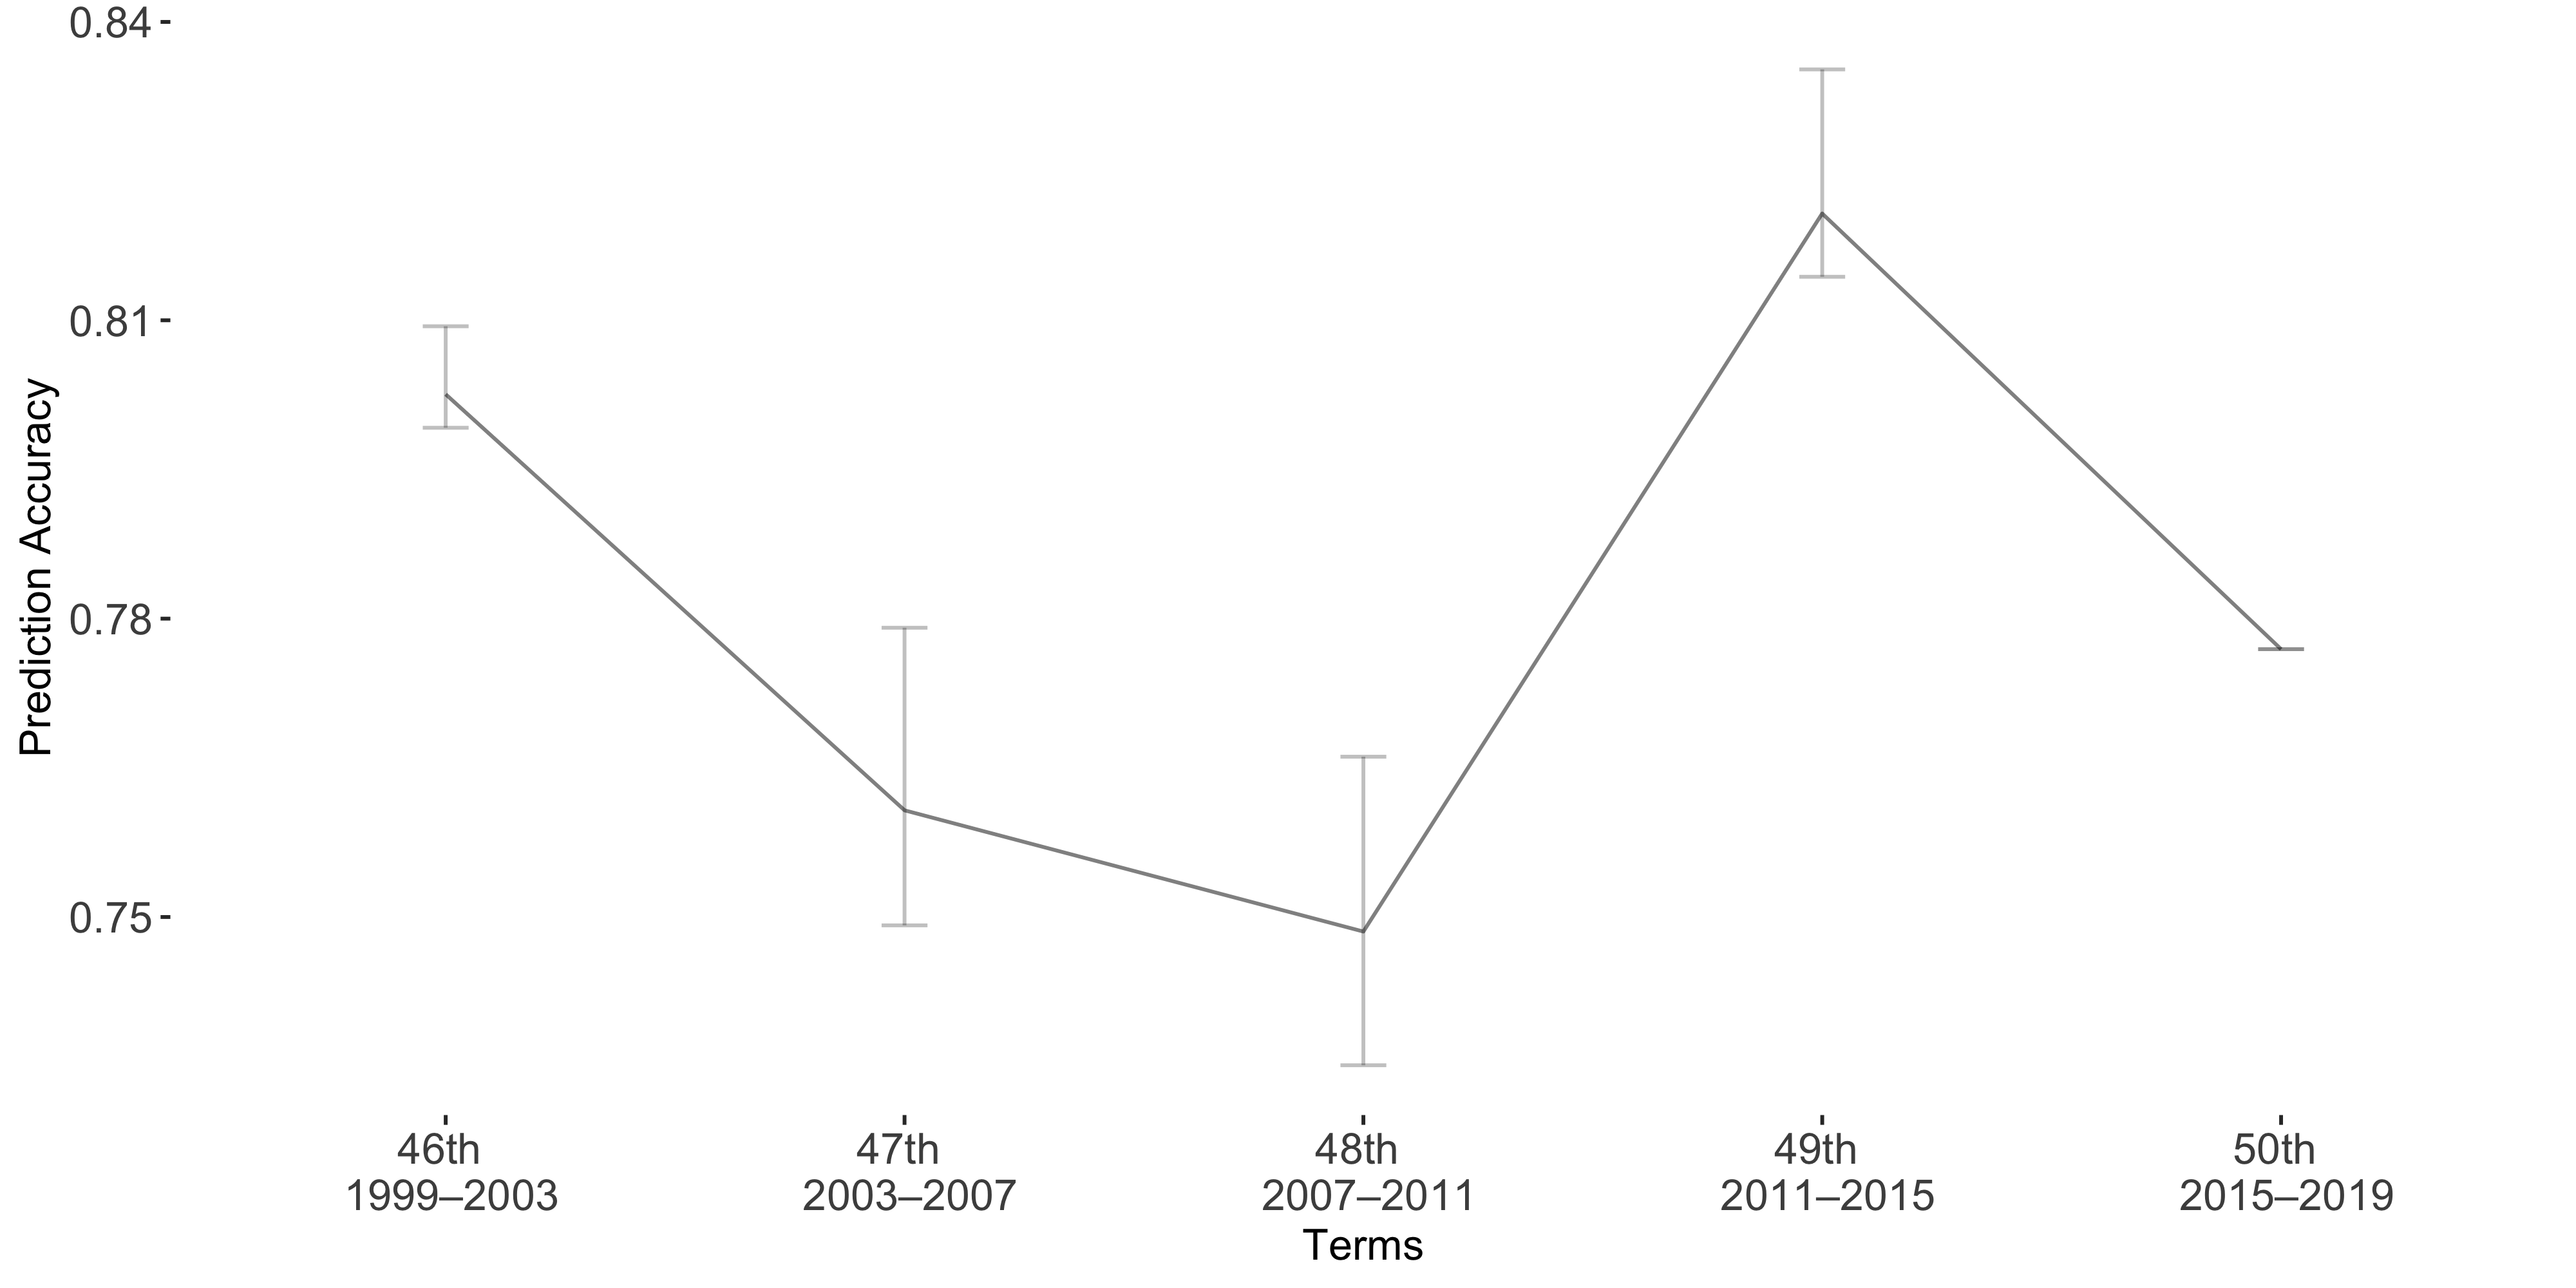 0.84
0.81
0.78
0.75
Prediction Accuracy
46th
1999–2003
47th
2003–2007
48th
2007–2011
49th
2011–2015
50th
2015–2019
Terms